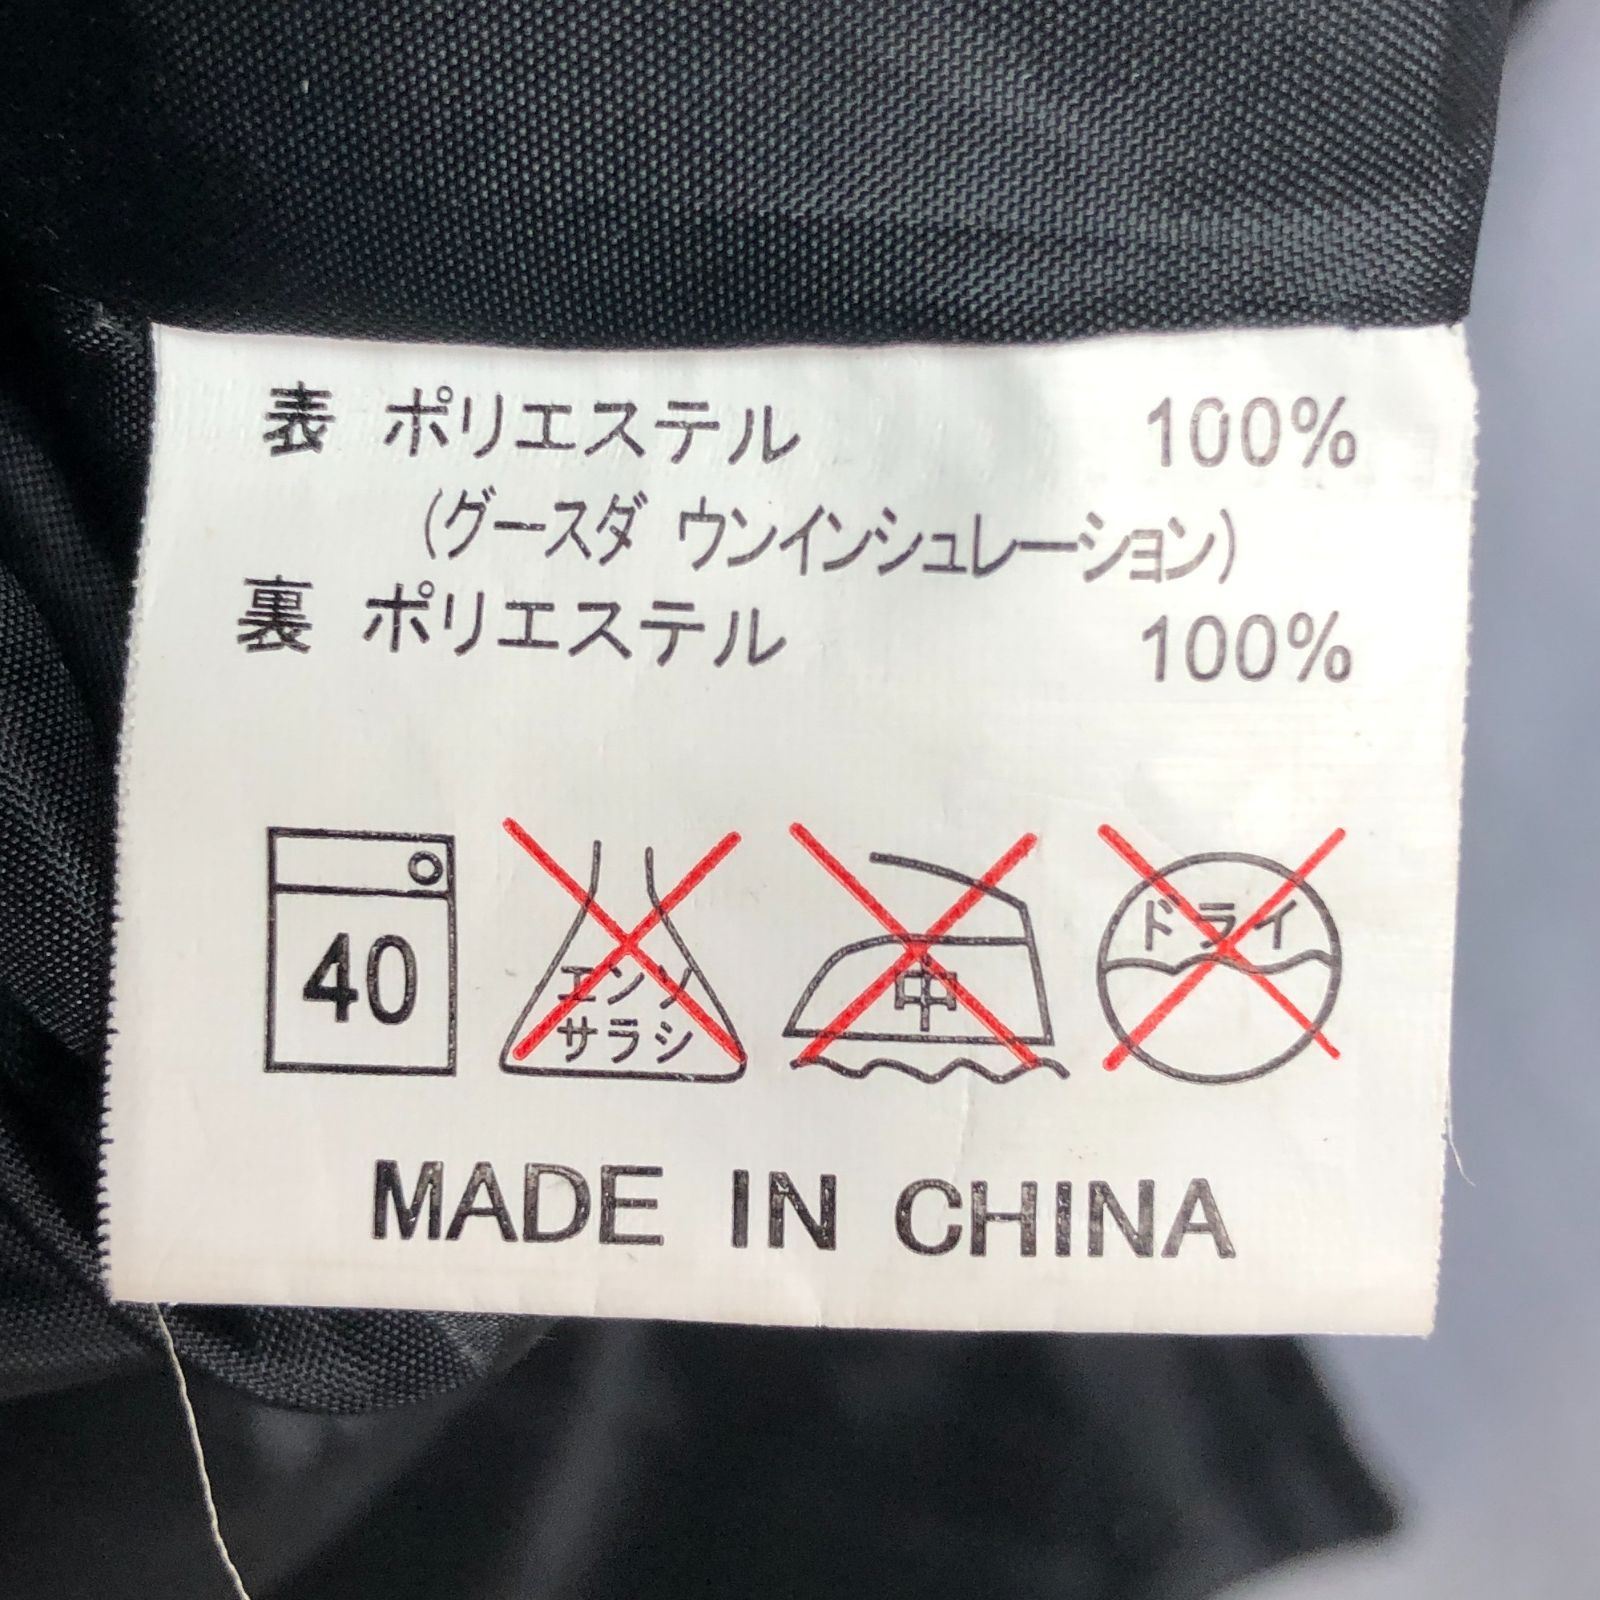 表 ポリエステル 100%
(グースダ ウンインシュレーション)
裏 ポリエステル 100%
40
エンソ
サラシ
中
ドライ
MADE IN CHINA